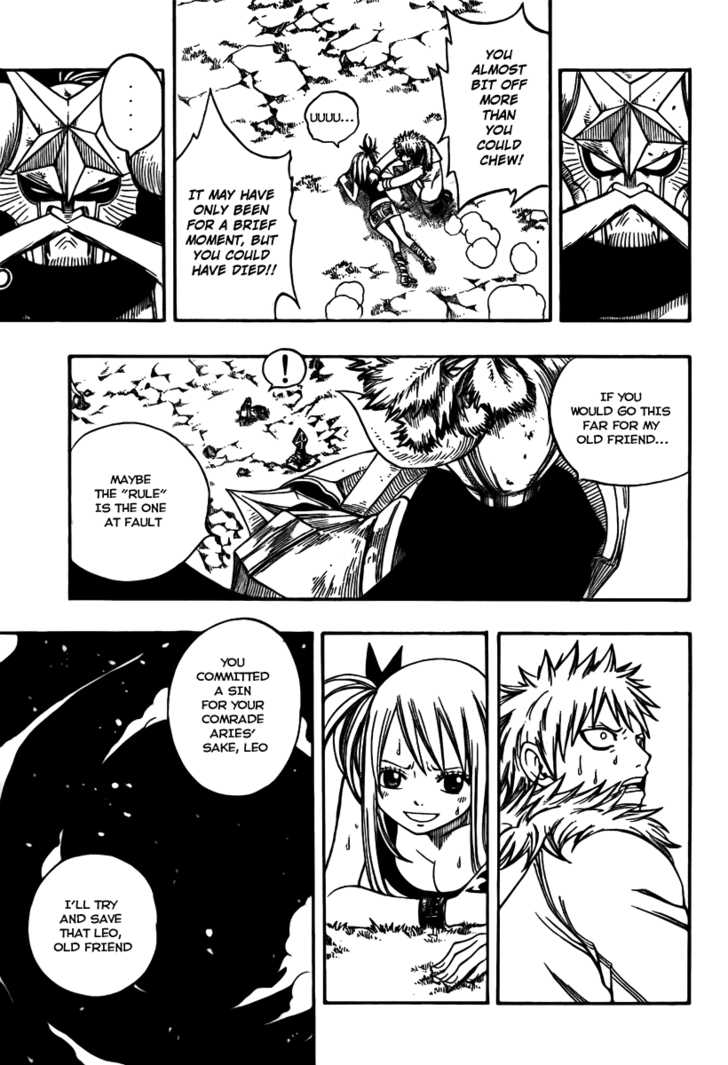 YOU
ALMOST
BIT OFF
MORE
THAN
YOU
COULD
CHEW!
UUUU...
IT MAY HAVE
ONLY BEEN
FOR A BRIEF
MOMENT, BUT
YOU COULD
HAVE DIED!!
...
IF YOU
WOULD GO THIS
FAR FOR MY
OLD FRIEND...
!
MAYBE
THE "RULE"
IS THE ONE
AT FAULT
YOU
COMMITTED
A SIN
FOR YOUR
COMRADE
ARIES'
SAKE, LEO
I'LL TRY
AND SAVE
THAT LEO,
OLD FRIEND